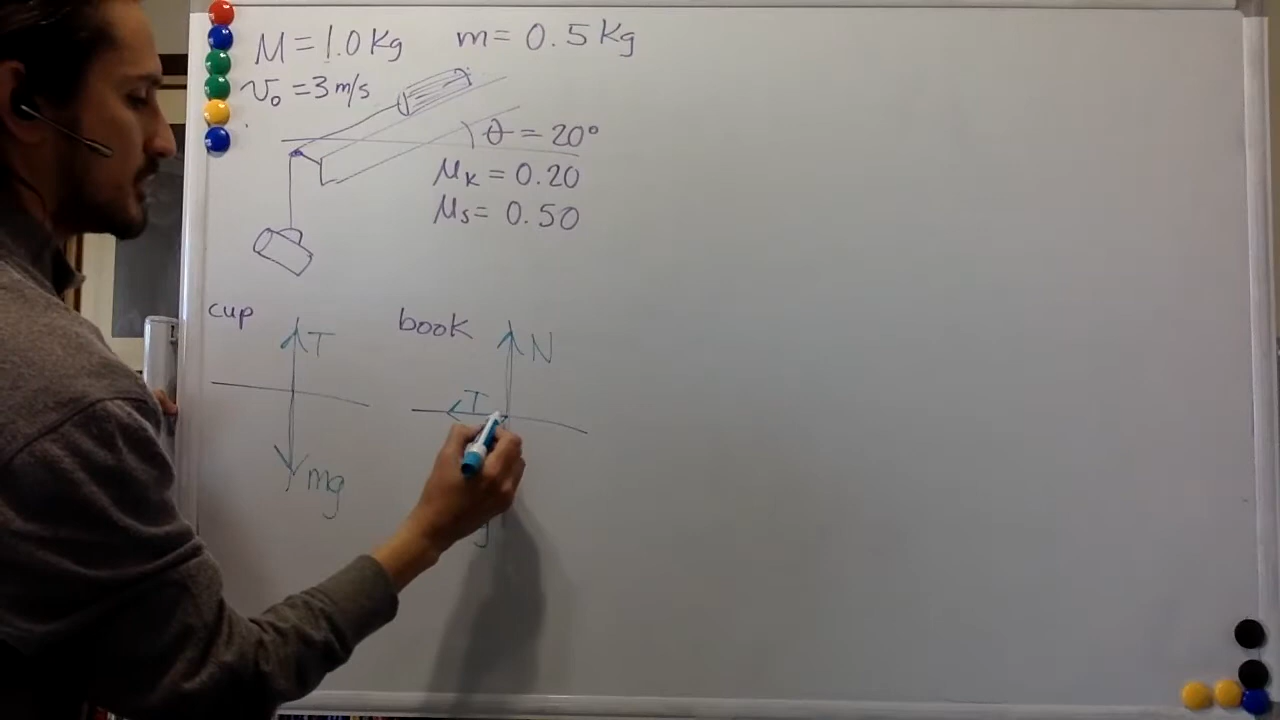 M = 1.0 Kg   m = 0.5 Kg
v₀ = 3 m/s
θ = 20°
μₖ = 0.20
μₛ = 0.50
cup
T
mg
book
N
T
g